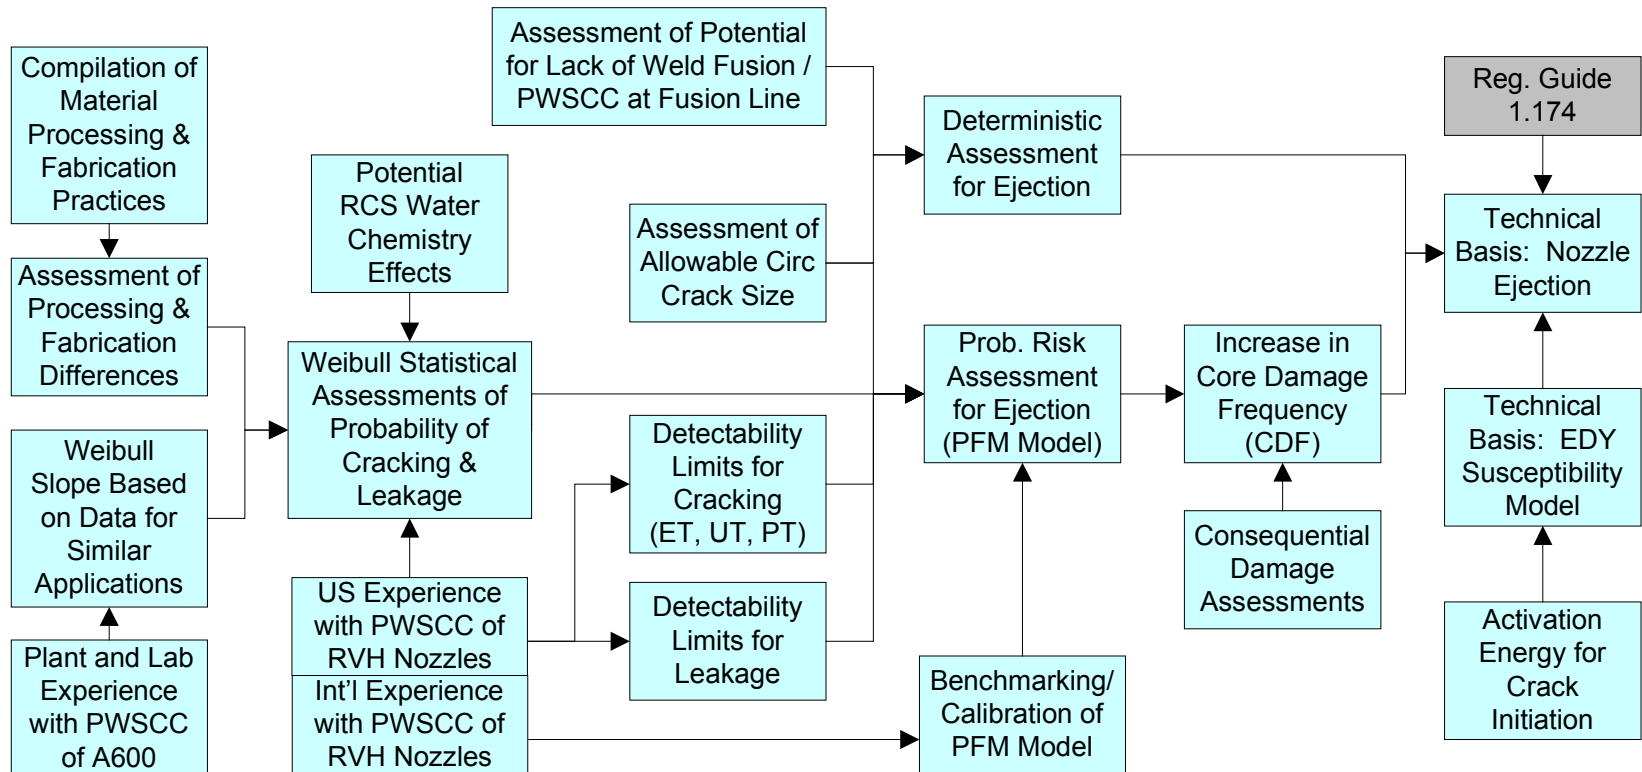 Compilation of
Material
Processing &
Fabrication
Practices
Assessment of
Processing &
Fabrication
Differences
Weibull
Slope Based
on Data for
Similar
Applications
Plant and Lab
Experience
with PWSCC
of A600
Potential
RCS Water
Chemistry
Effects
Weibull Statistical
Assessments of
Probability of
Cracking &
Leakage
US Experience
with PWSCC of
RVH Nozzles
Int'l Experience
with PWSCC of
RVH Nozzles
Assessment of Potential
for Lack of Weld Fusion /
PWSCC at Fusion Line
Assessment of
Allowable Circ
Crack Size
Detectability
Limits for
Cracking
(ET, UT, PT)
Detectability
Limits for
Leakage
Deterministic
Assessment
for Ejection
Prob. Risk
Assessment
for Ejection
(PFM Model)
Benchmarking/
Calibration of
PFM Model
Increase in
Core Damage
Frequency
(CDF)
Consequential
Damage
Assessments
Reg. Guide
1.174
Technical
Basis: Nozzle
Ejection
Technical
Basis: EDY
Susceptibility
Model
Activation
Energy for
Crack
Initiation